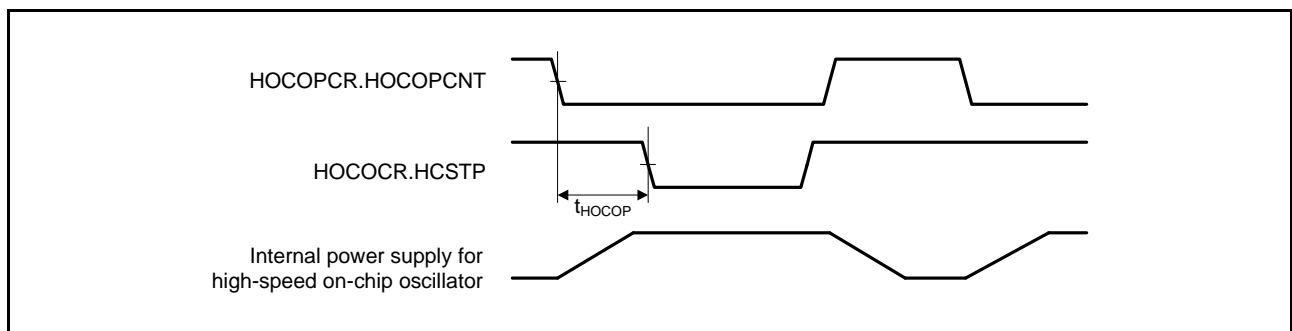 HOCOPCR.HOCOPCNT
HOCOCR.HCSTP
tHOCOP
Internal power supply for
high-speed on-chip oscillator